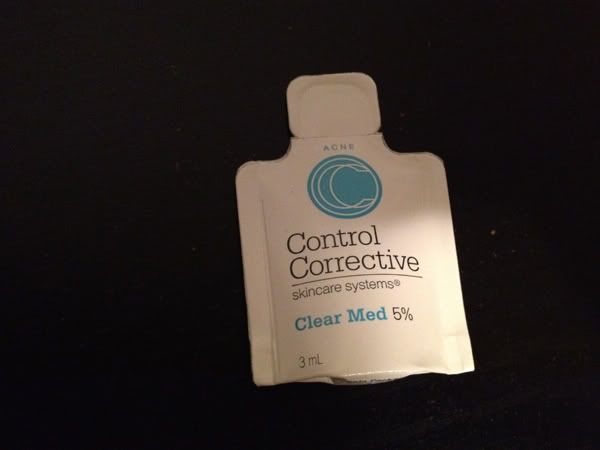 ACNE
Control
Corrective
skincare systems®
Clear Med 5%
3 mL